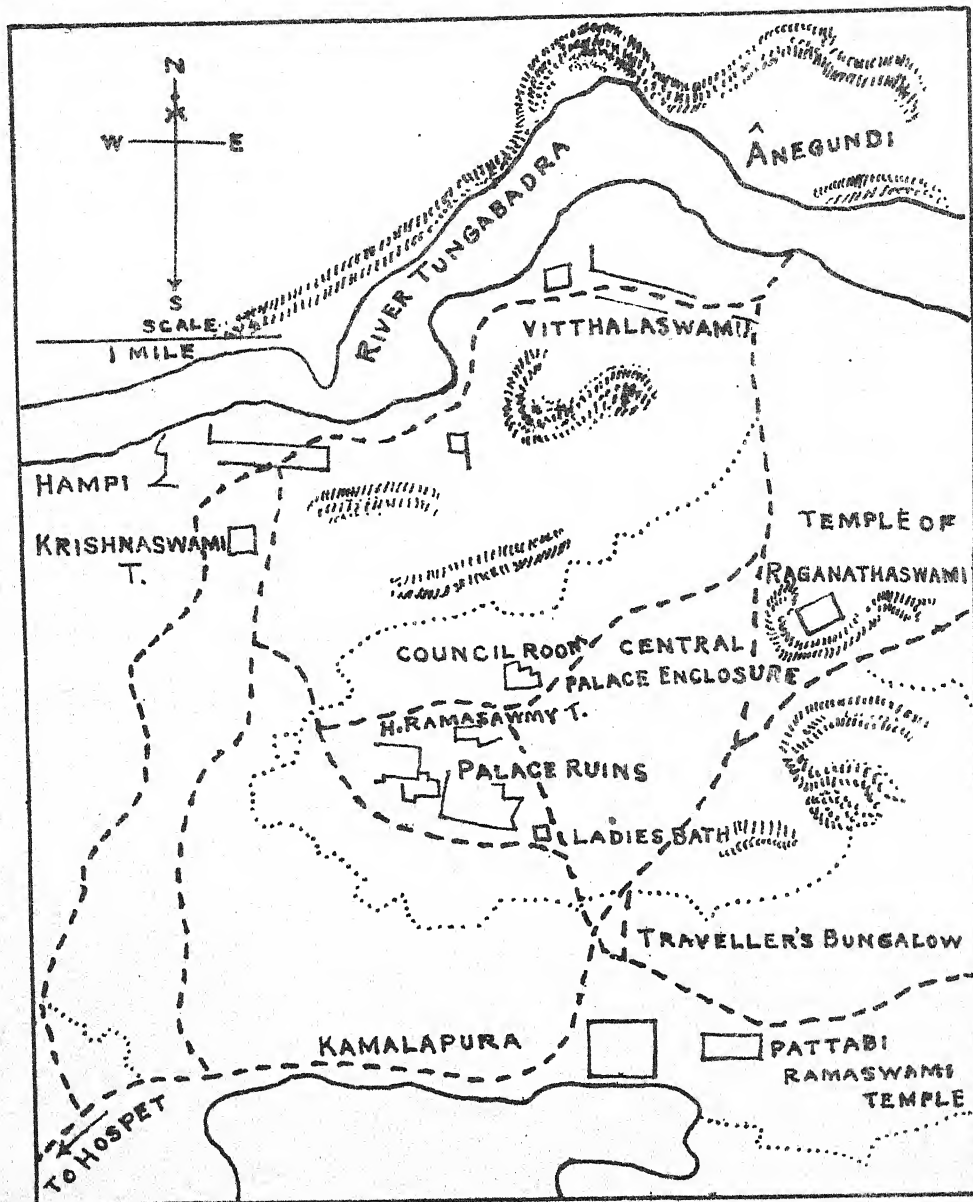 N
W E
S
SCALE
1 MILE
ÂNEGUNDI
RIVER TUNGABADRA
VITTHALASWAMI
HAMPI
KRISHNASWAMI
T.
TEMPLE OF
RAGANATHASWAMI
COUNCIL ROOM
CENTRAL
PALACE ENCLOSURE
H. RAMASAWMY T.
PALACE RUINS
LADIES BATH
TRAVELLER'S BUNGALOW
KAMALAPURA
PATTABI
RAMASWAMI
TEMPLE
TO HOSPET